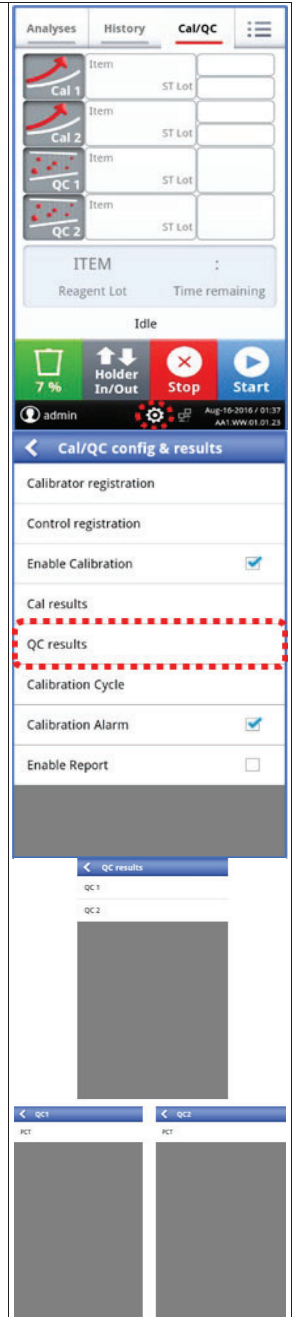 Analyses History Cal/QC
Item
Cal 1 ST Lot
Item
Cal 2 ST Lot
Item
QC 1 ST Lot
Item
QC 2 ST Lot
ITEM :
Reagent Lot Time remaining
Idle
7 % Holder In/Out Stop Start
admin Aug-16-2016 / 01:37
AA1.WW.01.01.23
Cal/QC config & results
Calibrator registration
Control registration
Enable Calibration
Cal results
QC results
Calibration Cycle
Calibration Alarm
Enable Report
QC results
QC 1
QC 2
QC1 QC2
PCT PCT